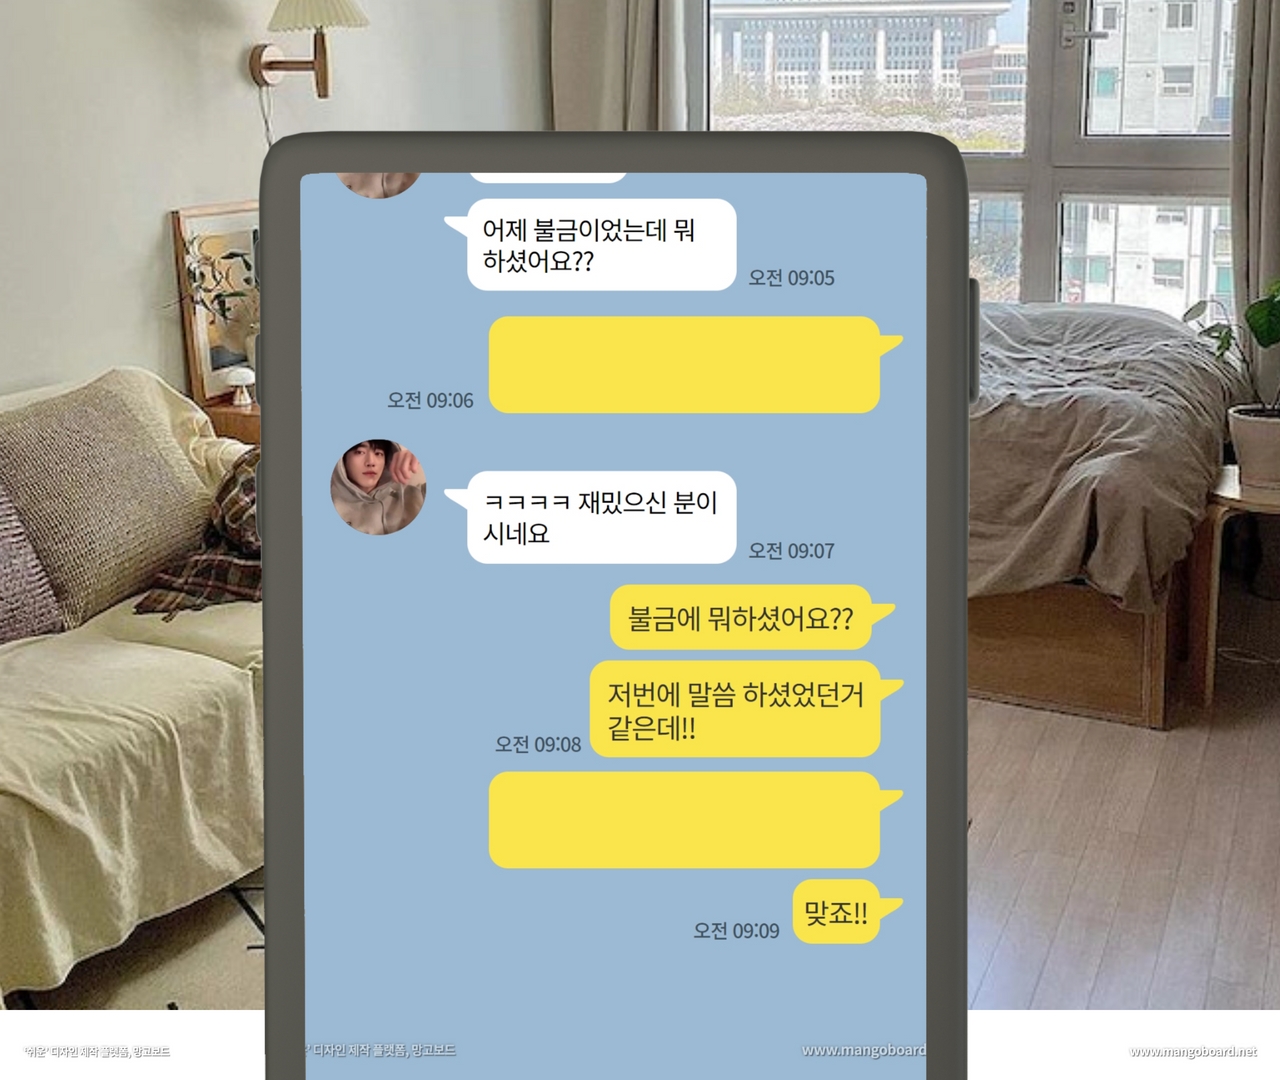 어제 불금이었는데 뭐
하셨어요??
오전 09:05
오전 09:06
ㅋㅋㅋㅋ 재밌으신 분이
시네요
오전 09:07
불금에 뭐하셨어요??
저번에 말씀 하셨었던거
같은데!!
오전 09:08
맞죠!!
오전 09:09
'쉬운' 디자인 제작 플랫폼, 망고보드
' 디자인 제작 플랫폼, 망고보드
www.mangoboard
www.mangoboard.net